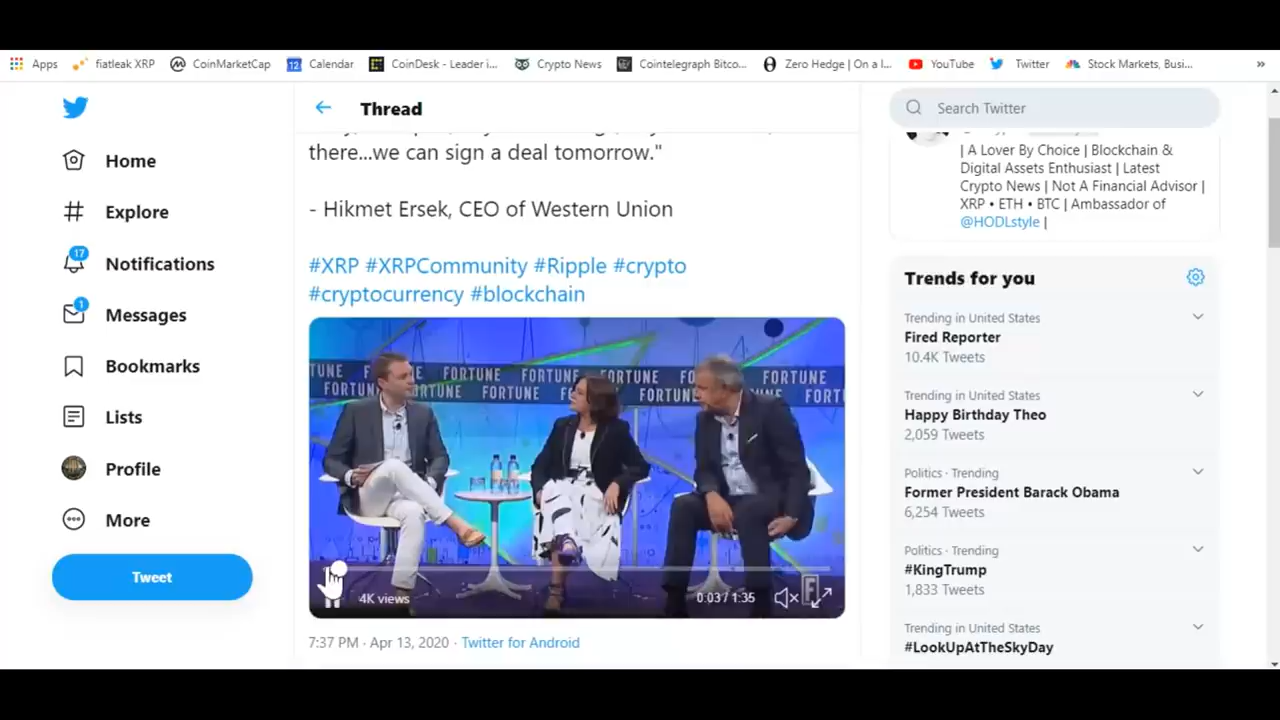 Apps
fiatleak XRP
CoinMarketCap
Calendar
CoinDesk - Leader i...
Crypto News
Cointelegraph Bitco...
Zero Hedge | On a l...
YouTube
Twitter
Stock Markets, Busi...
»
Home
Explore
17
Notifications
1
Messages
Bookmarks
Lists
Profile
More
Tweet
Thread
there...we can sign a deal tomorrow."
- Hikmet Ersek, CEO of Western Union
#XRP #XRPCommunity #Ripple #crypto
#cryptocurrency #blockchain
FORTUNE FORTUNE FORTUNE FORTUNE
FORTUNE FORTUNE
4K views
0:03 / 1:35
7:37 PM · Apr 13, 2020 · Twitter for Android
Search Twitter
| A Lover By Choice | Blockchain &
Digital Assets Enthusiast | Latest
Crypto News | Not A Financial Advisor |
XRP • ETH • BTC | Ambassador of
@HODLstyle |
Trends for you
Trending in United States
Fired Reporter
10.4K Tweets
Trending in United States
Happy Birthday Theo
2,059 Tweets
Politics · Trending
Former President Barack Obama
6,254 Tweets
Politics · Trending
#KingTrump
1,833 Tweets
Trending in United States
#LookUpAtTheSkyDay